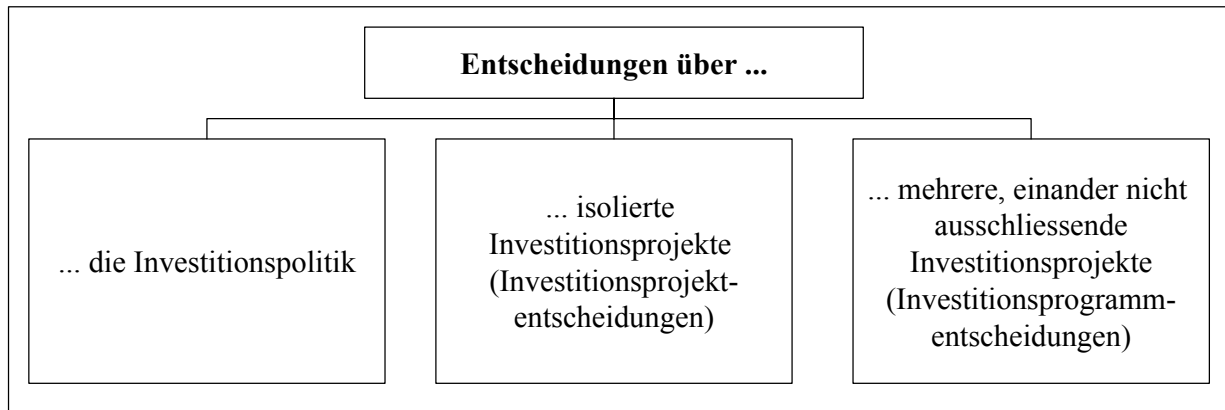 Entscheidungen über ...
... die Investitionspolitik
... isolierte
Investitionsprojekte
(Investitionsprojekt-
entscheidungen)
... mehrere, einander nicht
ausschliessende
Investitionsprojekte
(Investitionsprogramm-
entscheidungen)